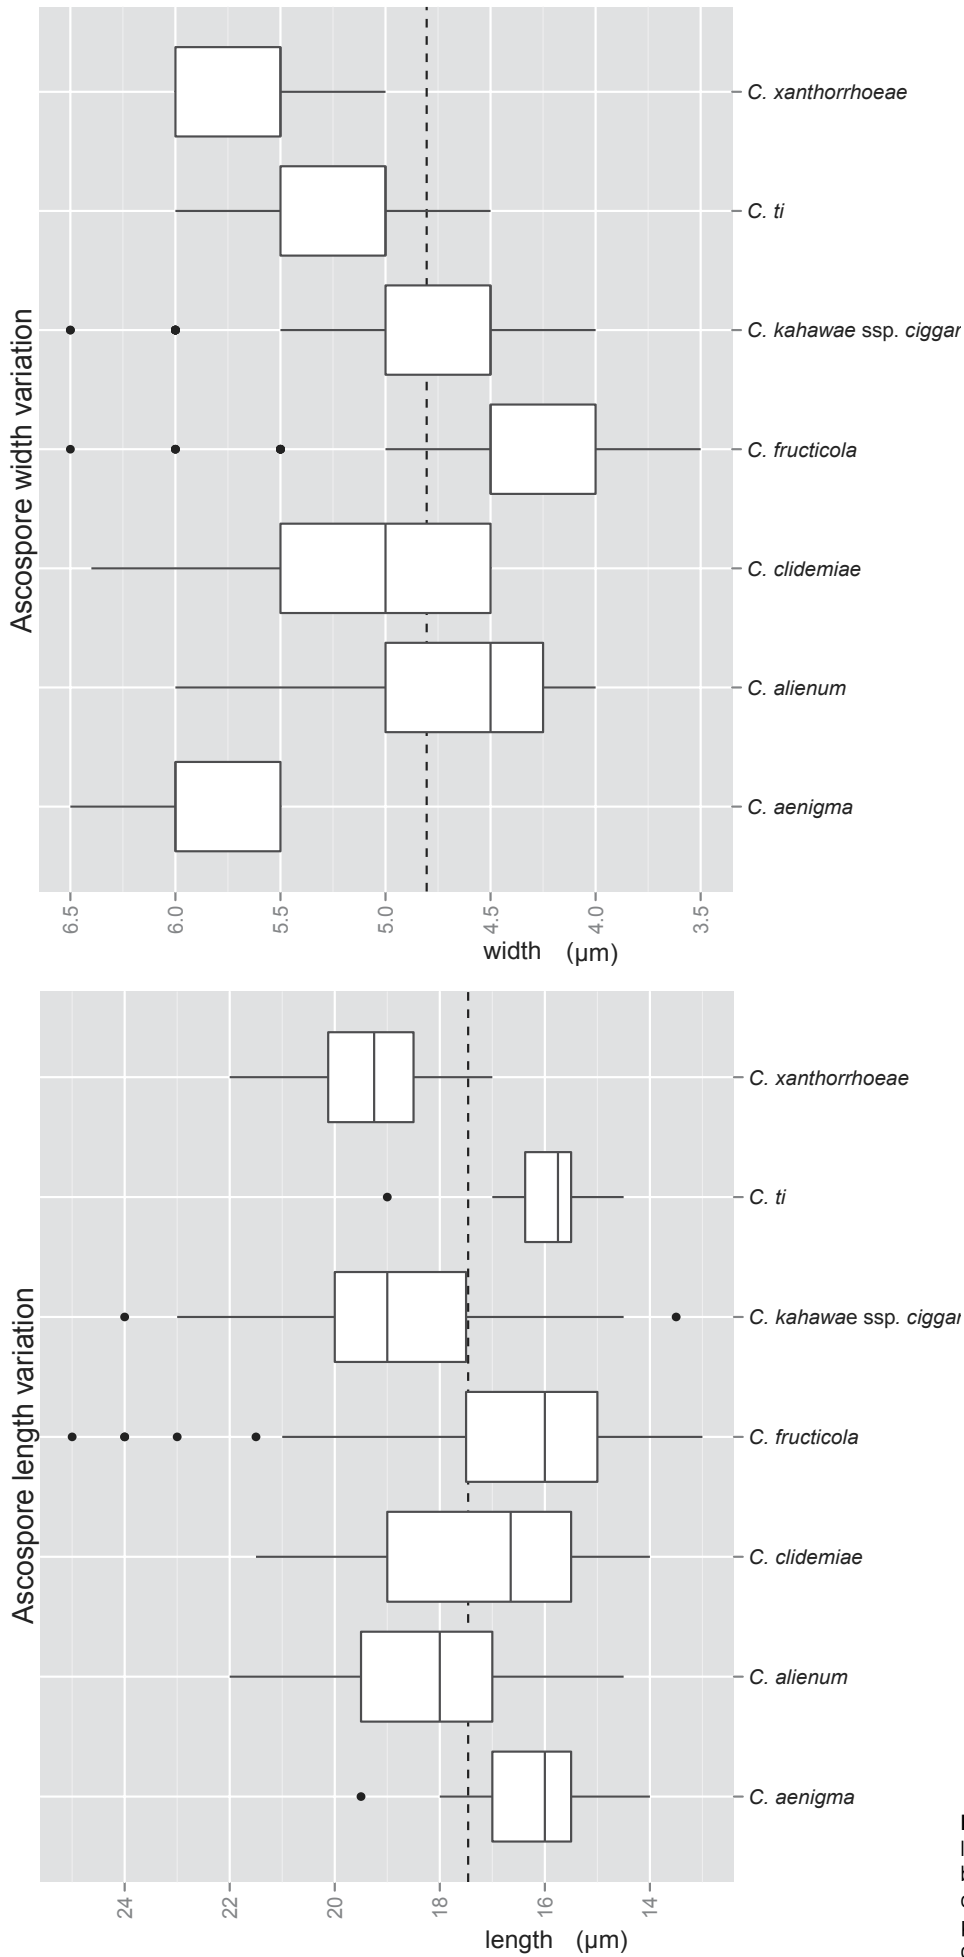 Ascospore width variation
C. xanthorrhoeae
C. ti
C. kahawae ssp. ciggar
C. fructicola
C. clidemiae
C. alienum
C. aenigma
6.5 6.0 5.5 5.0 4.5 4.0 3.5
width (µm)
Ascospore length variation
C. xanthorrhoeae
C. ti
C. kahawae ssp. ciggar
C. fructicola
C. clidemiae
C. alienum
C. aenigma
24 22 20 18 16 14
length (µm)